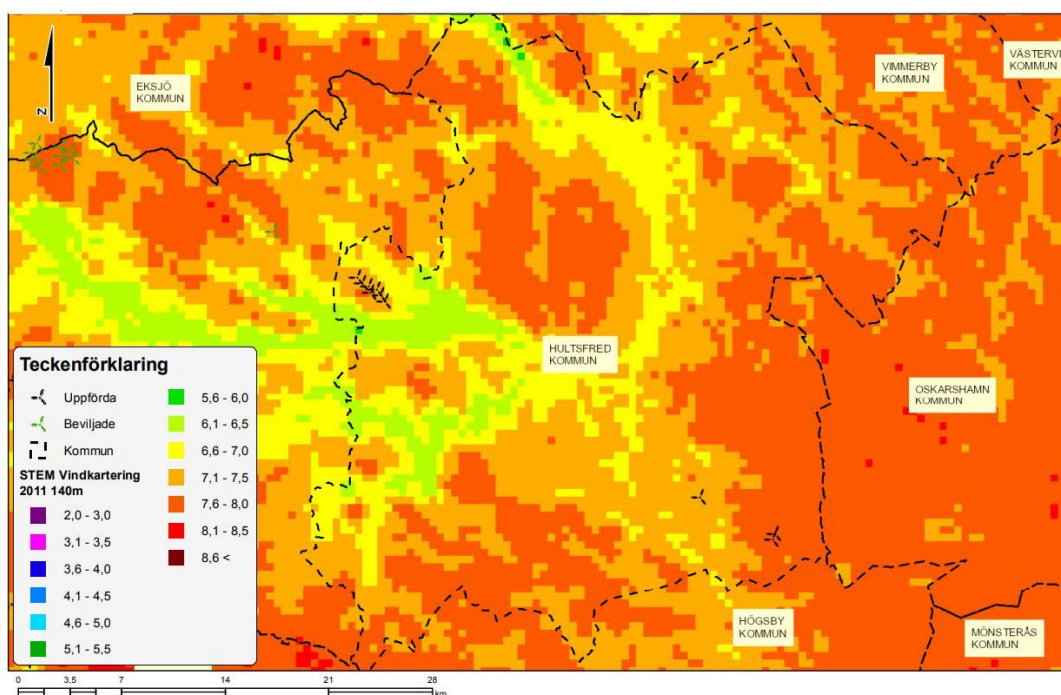 EKSJÖ
KOMMUN
VIMMERBY
KOMMUN
VÄSTERVI
KOMMUN
Z
HULTSFRED
KOMMUN
OSKARSHAMN
KOMMUN
HÖGSBY
KOMMUN
MÖNSTERÅS
KOMMUN
Teckenförklaring
Uppförda
Beviljade
Kommun
STEM Vindkartering
2011 140m
2,0 - 3,0
3,1 - 3,5
3,6 - 4,0
4,1 - 4,5
4,6 - 5,0
5,1 - 5,5
5,6 - 6,0
6,1 - 6,5
6,6 - 7,0
7,1 - 7,5
7,6 - 8,0
8,1 - 8,5
8,6 <
0 3,5 7 14 21 28
km